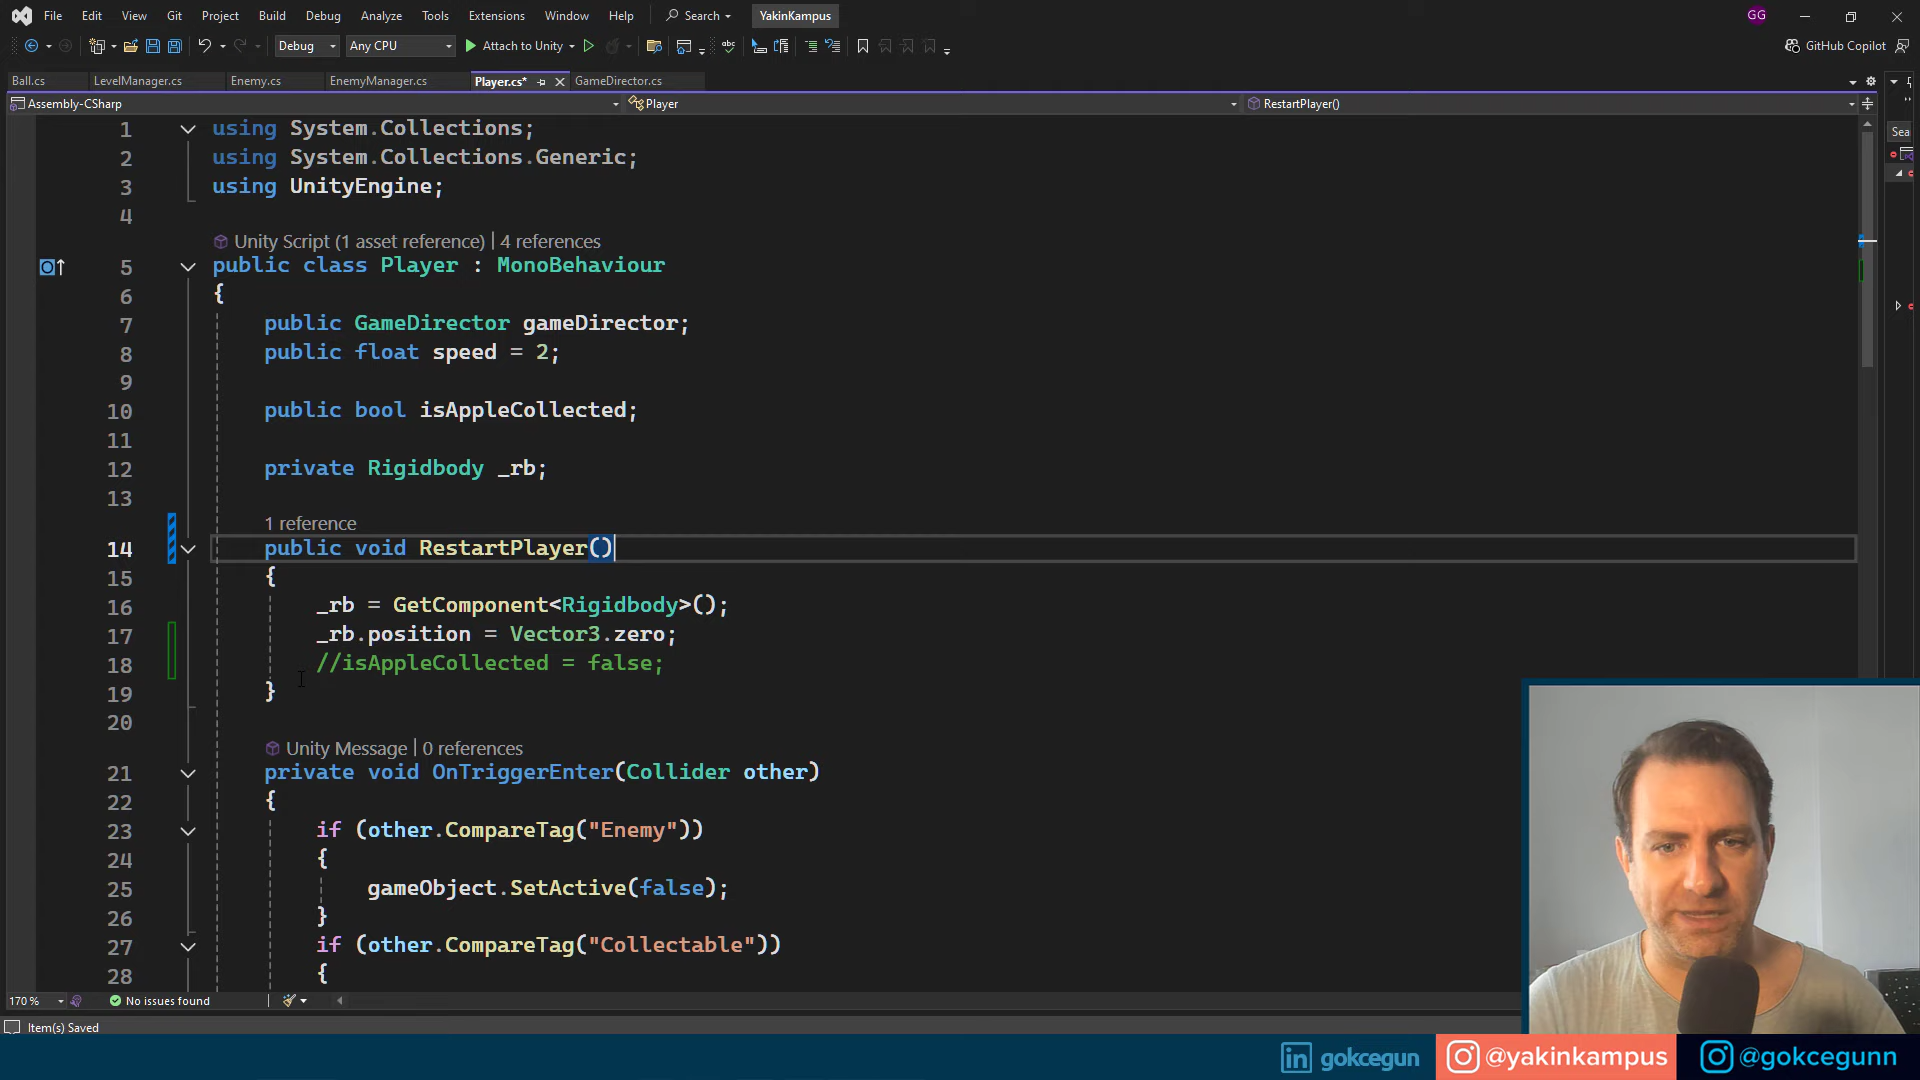 File Edit View Git Project Build Debug Analyze Tools Extensions Window Help Search YakinKampus GG
Debug Any CPU Attach to Unity GitHub Copilot
Ball.cs LevelManager.cs Enemy.cs EnemyManager.cs Player.cs* GameDirector.cs
Assembly-CSharp Player RestartPlayer()
Sea
1 using System.Collections;
2 using System.Collections.Generic;
3 using UnityEngine;
4
Unity Script (1 asset reference) | 4 references
5 public class Player : MonoBehaviour
6 {
7 public GameDirector gameDirector;
8 public float speed = 2;
9
10 public bool isAppleCollected;
11
12 private Rigidbody _rb;
13
1 reference
14 public void RestartPlayer()
15 {
16 _rb = GetComponent<Rigidbody>();
17 _rb.position = Vector3.zero;
18 //isAppleCollected = false;
19 }
20
Unity Message | 0 references
21 private void OnTriggerEnter(Collider other)
22 {
23 if (other.CompareTag("Enemy"))
24 {
25 gameObject.SetActive(false);
26 }
27 if (other.CompareTag("Collectable"))
28 {
170 % No issues found
Item(s) Saved
in gokcegun @yakinkampus @gokcegunn